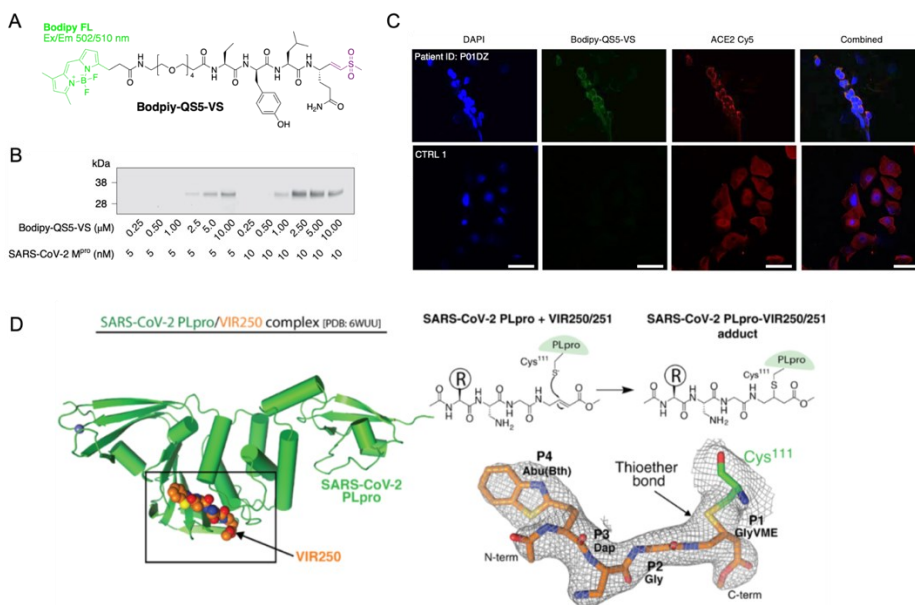 A
Bodipy FL
Ex/Em 502/510 nm
N
N
B
F
F
O
N
H
O
4
O
H
N
O
N
H
OH
O
H
N
O
N
H
H₂N
O
O
S
O
Bodpiy-QS5-VS
B
kDa
38
28
Bodipy-QS5-VS (μM)
0.25 0.50 1.00 2.5 5.0 10.00 0.25 0.50 1.00 2.50 5.00 10.00
SARS-CoV-2 Mᵖʳᵒ (nM)
5 5 5 5 5 5 10 10 10 10 10 10
C
DAPI Bodipy-QS5-VS ACE2 Cy5 Combined
Patient ID: P01DZ
CTRL 1
D
SARS-CoV-2 PLpro/VIR250 complex [PDB: 6WUU]
SARS-CoV-2
PLpro
VIR250
SARS-CoV-2 PLpro + VIR250/251
SARS-CoV-2 PLpro-VIR250/251
adduct
PLpro
Cys¹¹¹
S
R
O
N
H
H
N
O
NH₂
N
H
O
H
N
O
O
PLpro
Cys¹¹¹
S
R
O
N
H
H
N
O
NH₂
N
H
O
H
N
O
O
P4
Abu(Bth)
Thioether
bond
Cys¹¹¹
P1
GlyVME
P3
Dap
N-term
P2
Gly
C-term